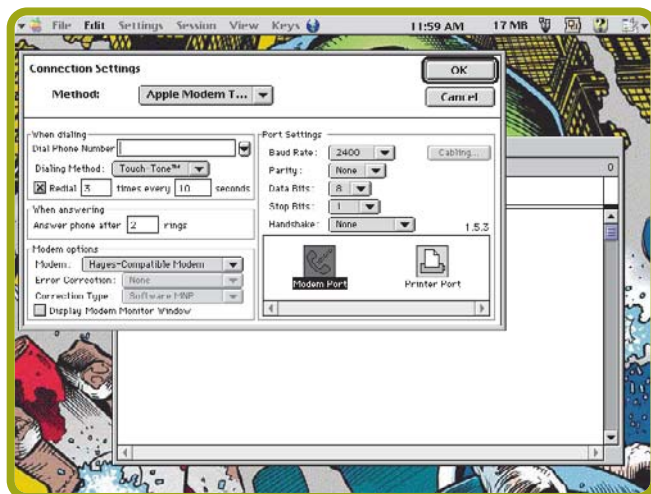 File Edit Settings Session View Keys 11:59 AM 17 MB
Connection Settings
OK
Method: Apple Modem T...
Cancel
When dialing
Dial Phone Number
Dialing Method: Touch-Tone™
Redial 3 times every 10 seconds
When answering
Answer phone after 2 rings
Modem options
Modem: Hayes-Compatible Modem
Error Correction: None
Correction Type Software MNP
Display Modem Monitor Window
Port Settings
Baud Rate: 2400 Cabling...
Parity: None
Data Bits: 8
Stop Bits: 1
Handshake: None
1.5.3
Modem Port Printer Port
0